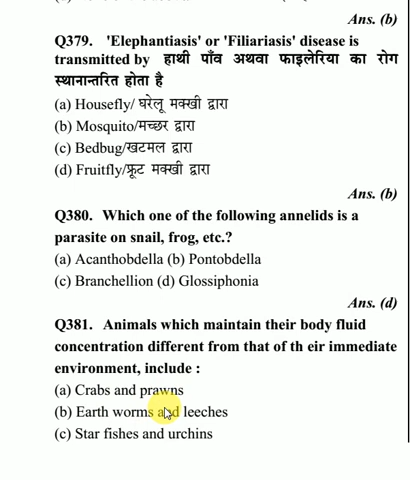 Ans. (b)
Q379. 'Elephantiasis' or 'Filiariasis' disease is
transmitted by हाथी पाँव अथवा फाइलेरिया का रोग
स्थानान्तरित होता है
(a) Housefly/ घरेलू मक्खी द्वारा
(b) Mosquito/मच्छर द्वारा
(c) Bedbug/खटमल द्वारा
(d) Fruitfly/फ्रूट मक्खी द्वारा
Ans. (b)
Q380. Which one of the following annelids is a
parasite on snail, frog, etc.?
(a) Acanthobdella (b) Pontobdella
(c) Branchellion (d) Glossiphonia
Ans. (d)
Q381. Animals which maintain their body fluid
concentration different from that of th eir immediate
environment, include :
(a) Crabs and prawns
(b) Earth worms and leeches
(c) Star fishes and urchins